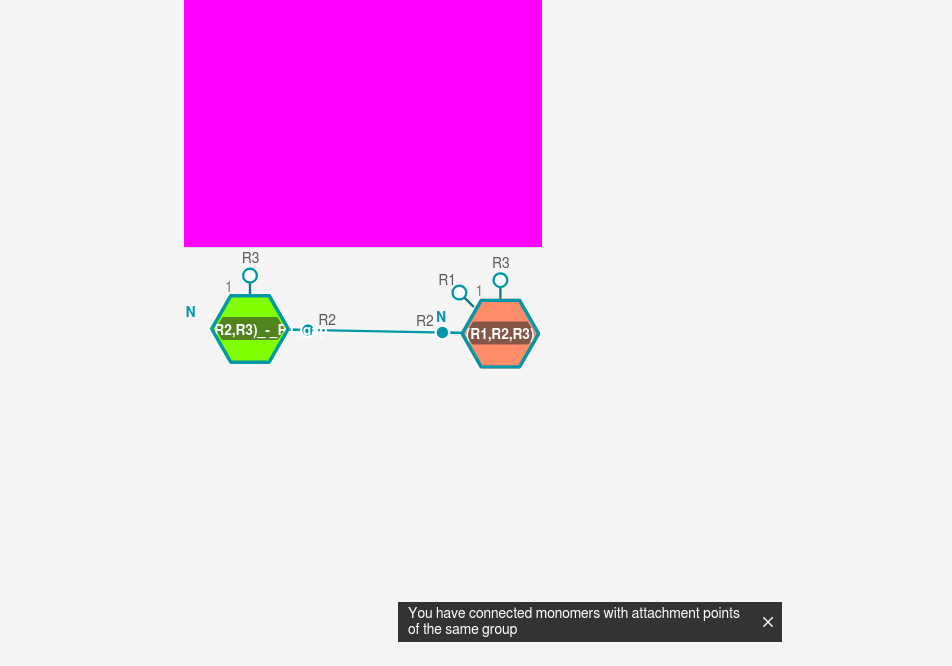 R3
1
N
R2,R3)_-_
R2
R3
R1
1
N
R2
(R1,R2,R3)
You have connected monomers with attachment points
of the same group